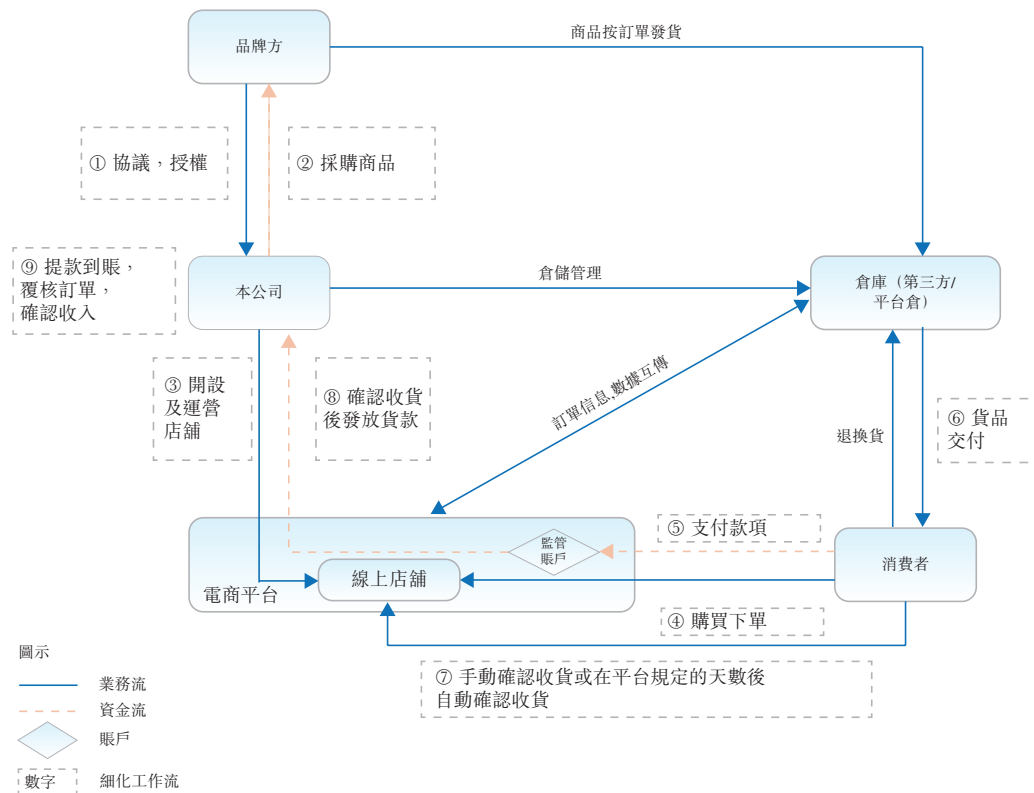 品牌方
商品按訂單發貨
① 協議，授權
② 採購商品
⑨ 提款到賬，
覆核訂單，
確認收入
本公司
倉儲管理
倉庫（第三方/
平台倉）
③ 開設
及運營
店舖
⑧ 確認收貨
後發放貨款
訂單信息,數據互傳
退換貨
⑥ 貨品
交付
⑤ 支付款項
監管
賬戶
消費者
線上店舖
電商平台
④ 購買下單
⑦ 手動確認收貨或在平台規定的天數後
自動確認收貨
圖示
業務流
資金流
賬戶
數字
細化工作流